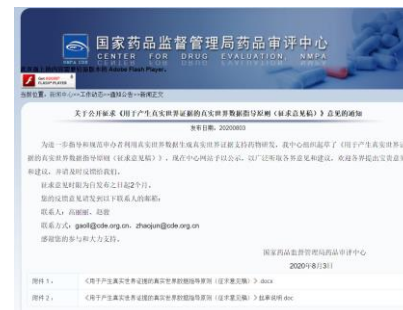 国家药品监督管理局药品审评中心
CENTER FOR DRUG EVALUATION, NMPA
Adobe Flash Player。
当前位置:新闻中心>>工作动态>>通知公告>>新闻正文
关于公开征求《用于产生真实世界证据的真实世界数据指导原则(征求意见稿)》意见的通知
发布日期:20200803
为进一步指导和规范申办者利用真实世界数据生成真实世界证据支持药物研发,我中心组织起草了《用于产生真实世界证
据的真实世界数据指导原则(征求意见稿)》,现在中心网站予以公示,以广泛听取各界意见和建议,欢迎各界提出宝贵意见
和建议,并请及时反馈给我们。
征求意见时限为自发布之日起2个月。
您的反馈意见请发到以下联系人的邮箱:
联系人:高丽丽、赵骏
联系方式:gaoll@cde.org.cn、zhaojun@cde.org.cn
感谢您的参与和大力支持。
国家药品监督管理局药品审评中心
2020年8月3日
附件 1: 《用于产生真实世界证据的真实世界数据指导原则(征求意见稿)》.docx
附件 2: 《用于产生真实世界证据的真实世界数据指导原则(征求意见稿)》起草说明.doc